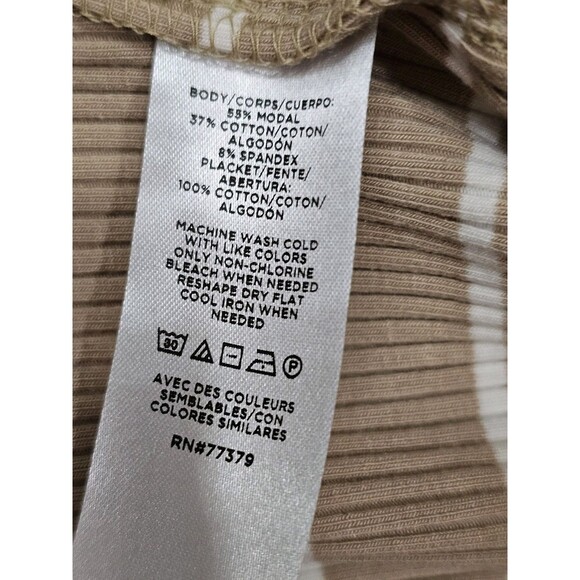 BODY/CORPS/CUERPO:
55% MODAL
37% COTTON/COTON/
ALGODÓN
8% SPANDEX
PLACKET/FENTE/
ABERTURA:
100% COTTON/COTON/
ALGODÓN
MACHINE WASH COLD
WITH LIKE COLORS
ONLY NON-CHLORINE
BLEACH WHEN NEEDED
RESHAPE DRY FLAT
COOL IRON WHEN
NEEDED
30 P
AVEC DES COULEURS
SEMBLABLES/CON
COLORES SIMILARES
RN#77379